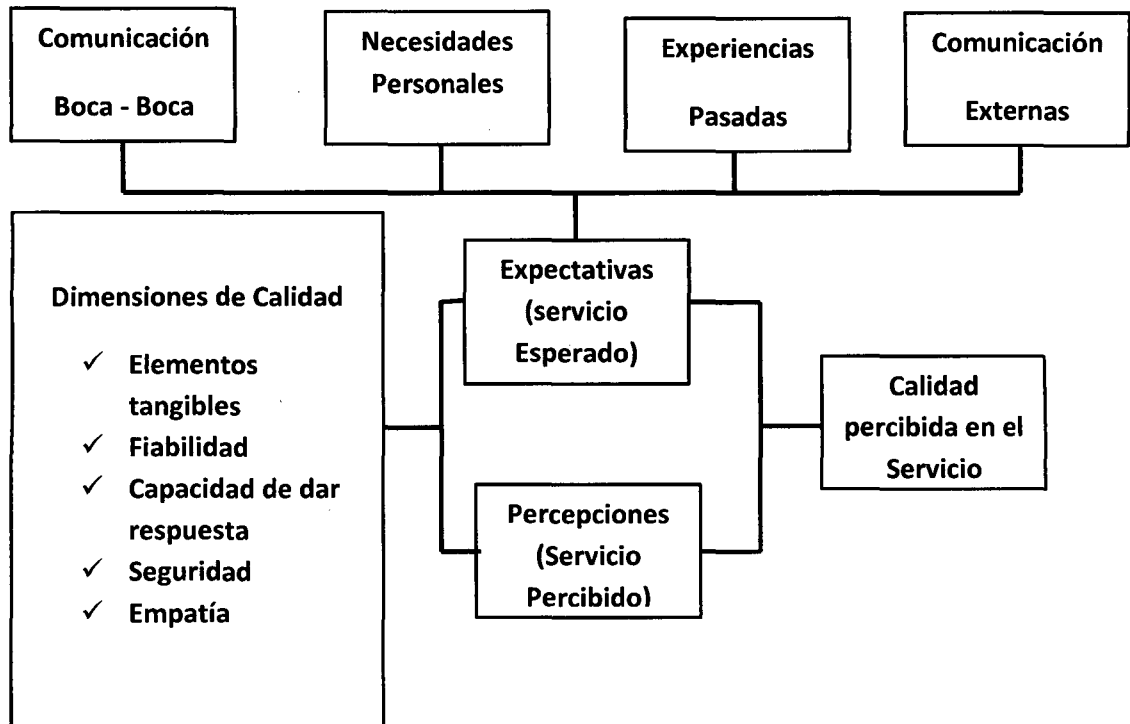 Comunicación
Boca - Boca
Necesidades
Personales
Experiencias
Pasadas
Comunicación
Externas
Dimensiones de Calidad
✓ Elementos
tangibles
✓ Fiabilidad
✓ Capacidad de dar
respuesta
✓ Seguridad
✓ Empatía
Expectativas
(servicio
Esperado)
Percepciones
(Servicio
Percibido)
Calidad
percibida en el
Servicio